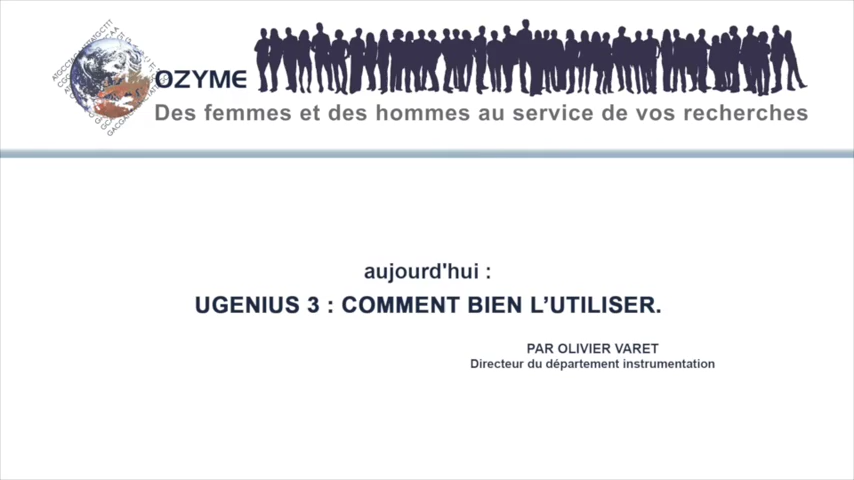 OZYME
Des femmes et des hommes au service de vos recherches
aujourd'hui :
UGENIUS 3 : COMMENT BIEN L’UTILISER.
PAR OLIVIER VARET
Directeur du département instrumentation